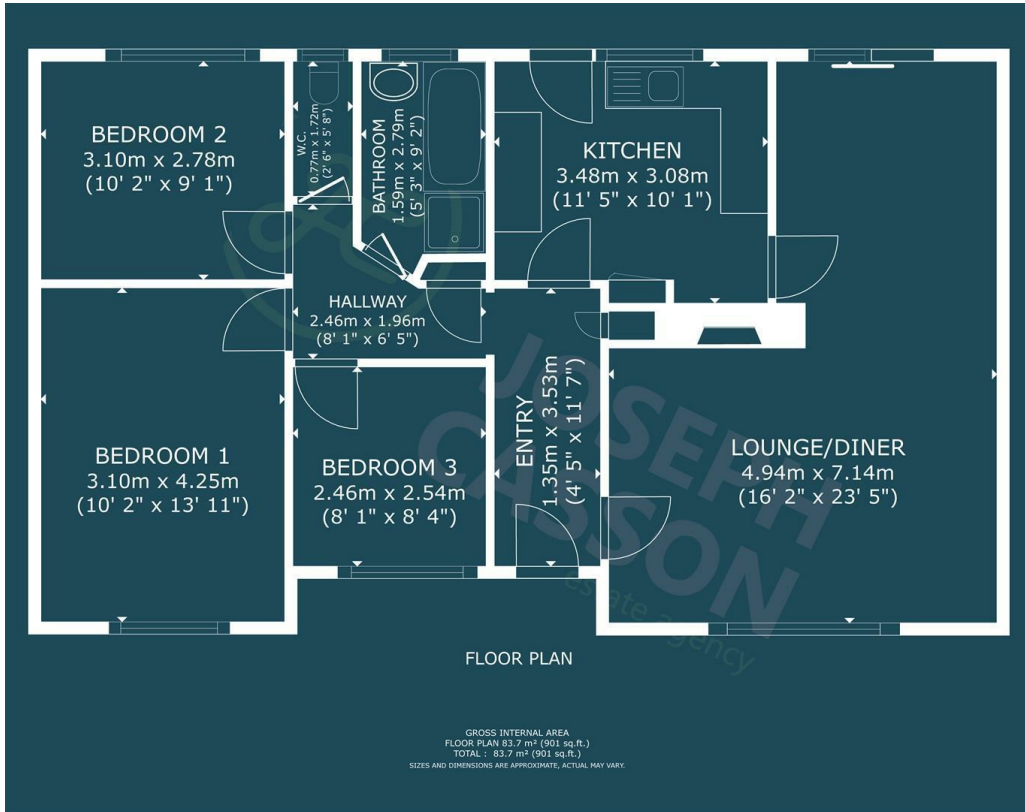 BEDROOM 2
3.10m x 2.78m
(10' 2" x 9' 1")
W.C.
0.77m x 1.72m
(2' 6" x 5' 8")
BATHROOM
1.59m x 2.79m
(5' 3" x 9' 2")
KITCHEN
3.48m x 3.08m
(11' 5" x 10' 1")
HALLWAY
2.46m x 1.96m
(8' 1" x 6' 5")
BEDROOM 1
3.10m x 4.25m
(10' 2" x 13' 11")
BEDROOM 3
2.46m x 2.54m
(8' 1" x 8' 4")
ENTRY
1.35m x 3.53m
(4' 5" x 11' 7")
LOUNGE/DINER
4.94m x 7.14m
(16' 2" x 23' 5")
JOSEPH
CASSON
estate agency
FLOOR PLAN
GROSS INTERNAL AREA
FLOOR PLAN 83.7 m² (901 sq.ft.)
TOTAL : 83.7 m² (901 sq.ft.)
SIZES AND DIMENSIONS ARE APPROXIMATE, ACTUAL MAY VARY.